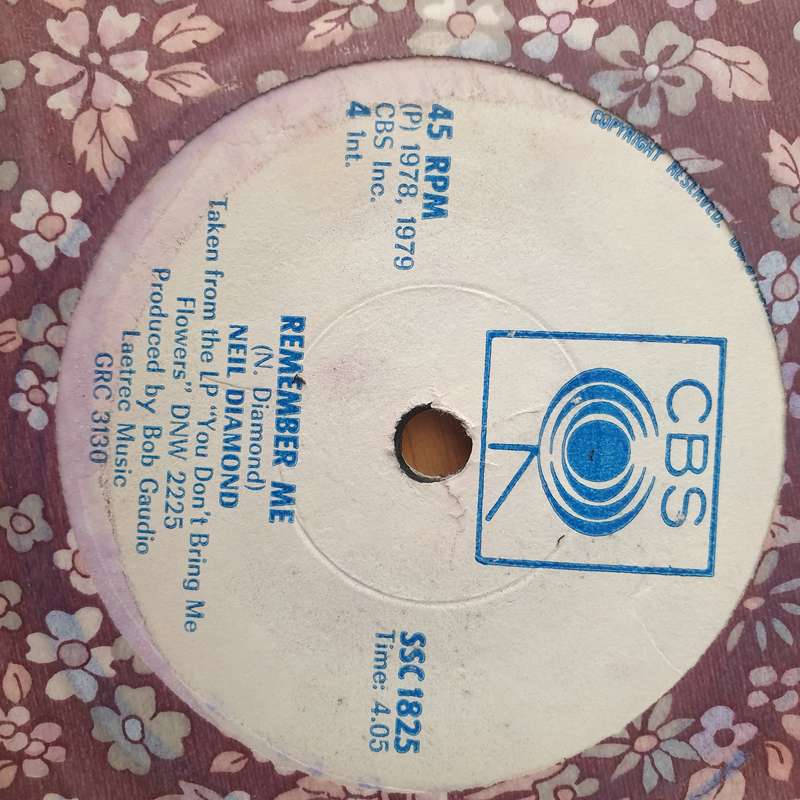 COPYRIGHT RESERVED.
CBS
45 RPM
(P) 1978, 1979
CBS Inc.
4 Int.
SSC 1825
Time: 4.05
REMEMBER ME
(N. Diamond)
NEIL DIAMOND
Taken from the LP "You Don't Bring Me
Flowers" DNW 2225
Produced by Bob Gaudio
Laetrec Music
GRC 3130